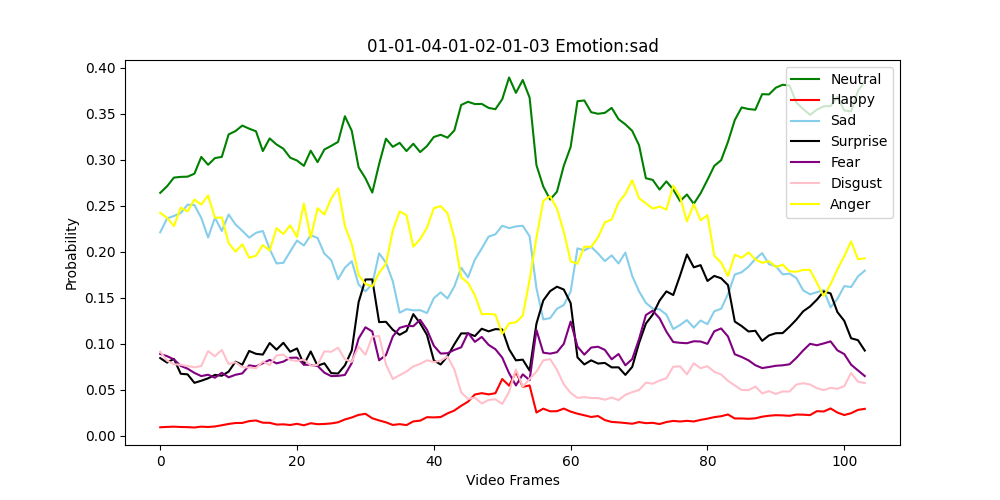 01-01-04-01-02-01-03 Emotion:sad
0.40
0.35
0.30
0.25
0.20
0.15
0.10
0.05
0.00
Probability
0 20 40 60 80 100
Video Frames
Neutral
Happy
Sad
Surprise
Fear
Disgust
Anger